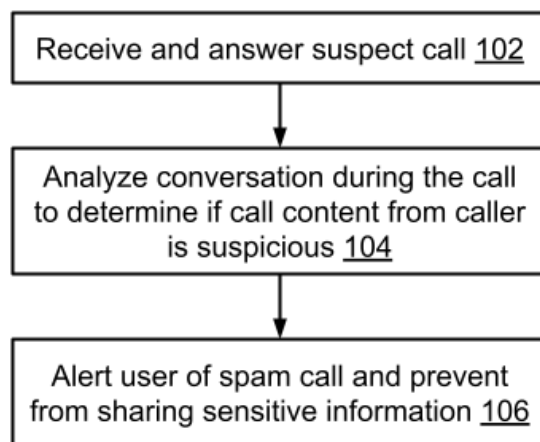 Receive and answer suspect call 102
Analyze conversation during the call
to determine if call content from caller
is suspicious 104
Alert user of spam call and prevent
from sharing sensitive information 106